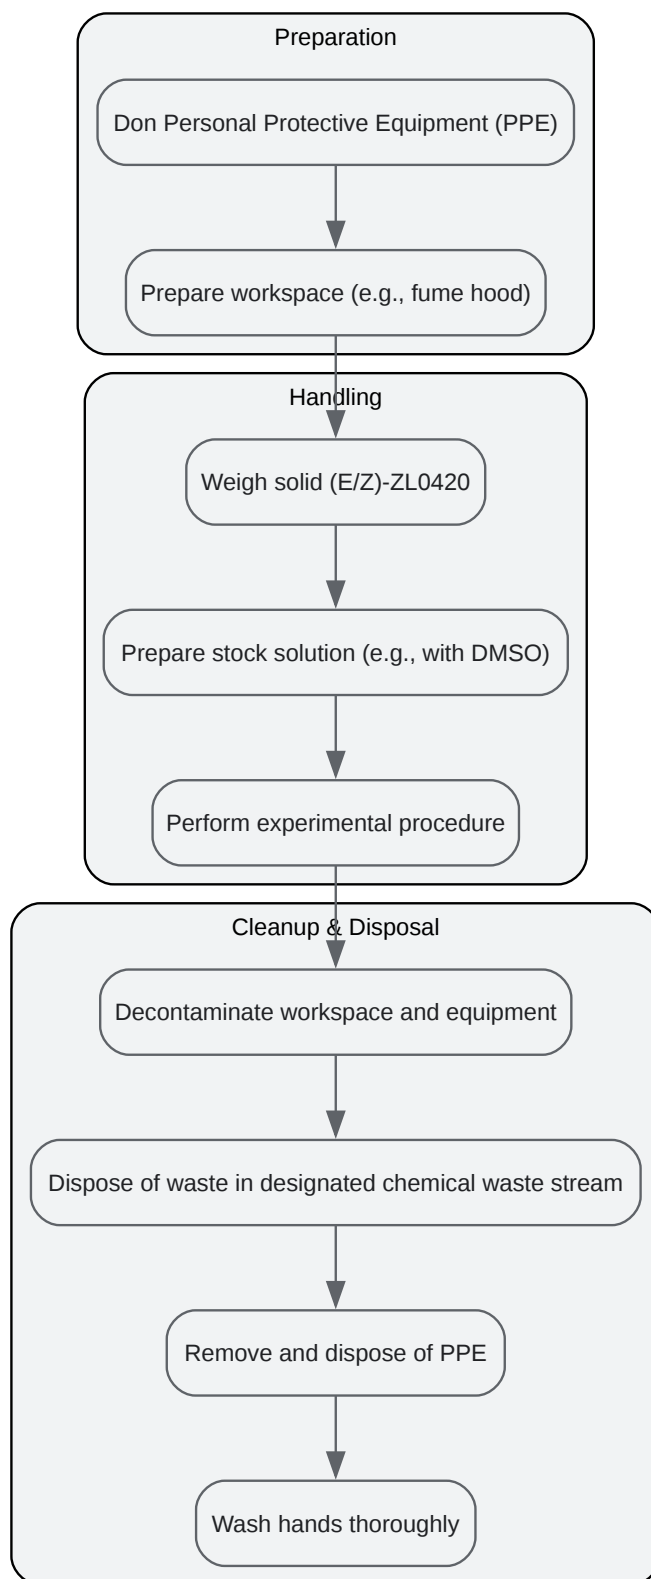 Preparation
Don Personal Protective Equipment (PPE)
Prepare workspace (e.g., fume hood)
Handling
Weigh solid (E/Z)-ZL0420
Prepare stock solution (e.g., with DMSO)
Perform experimental procedure
Cleanup & Disposal
Decontaminate workspace and equipment
Dispose of waste in designated chemical waste stream
Remove and dispose of PPE
Wash hands thoroughly